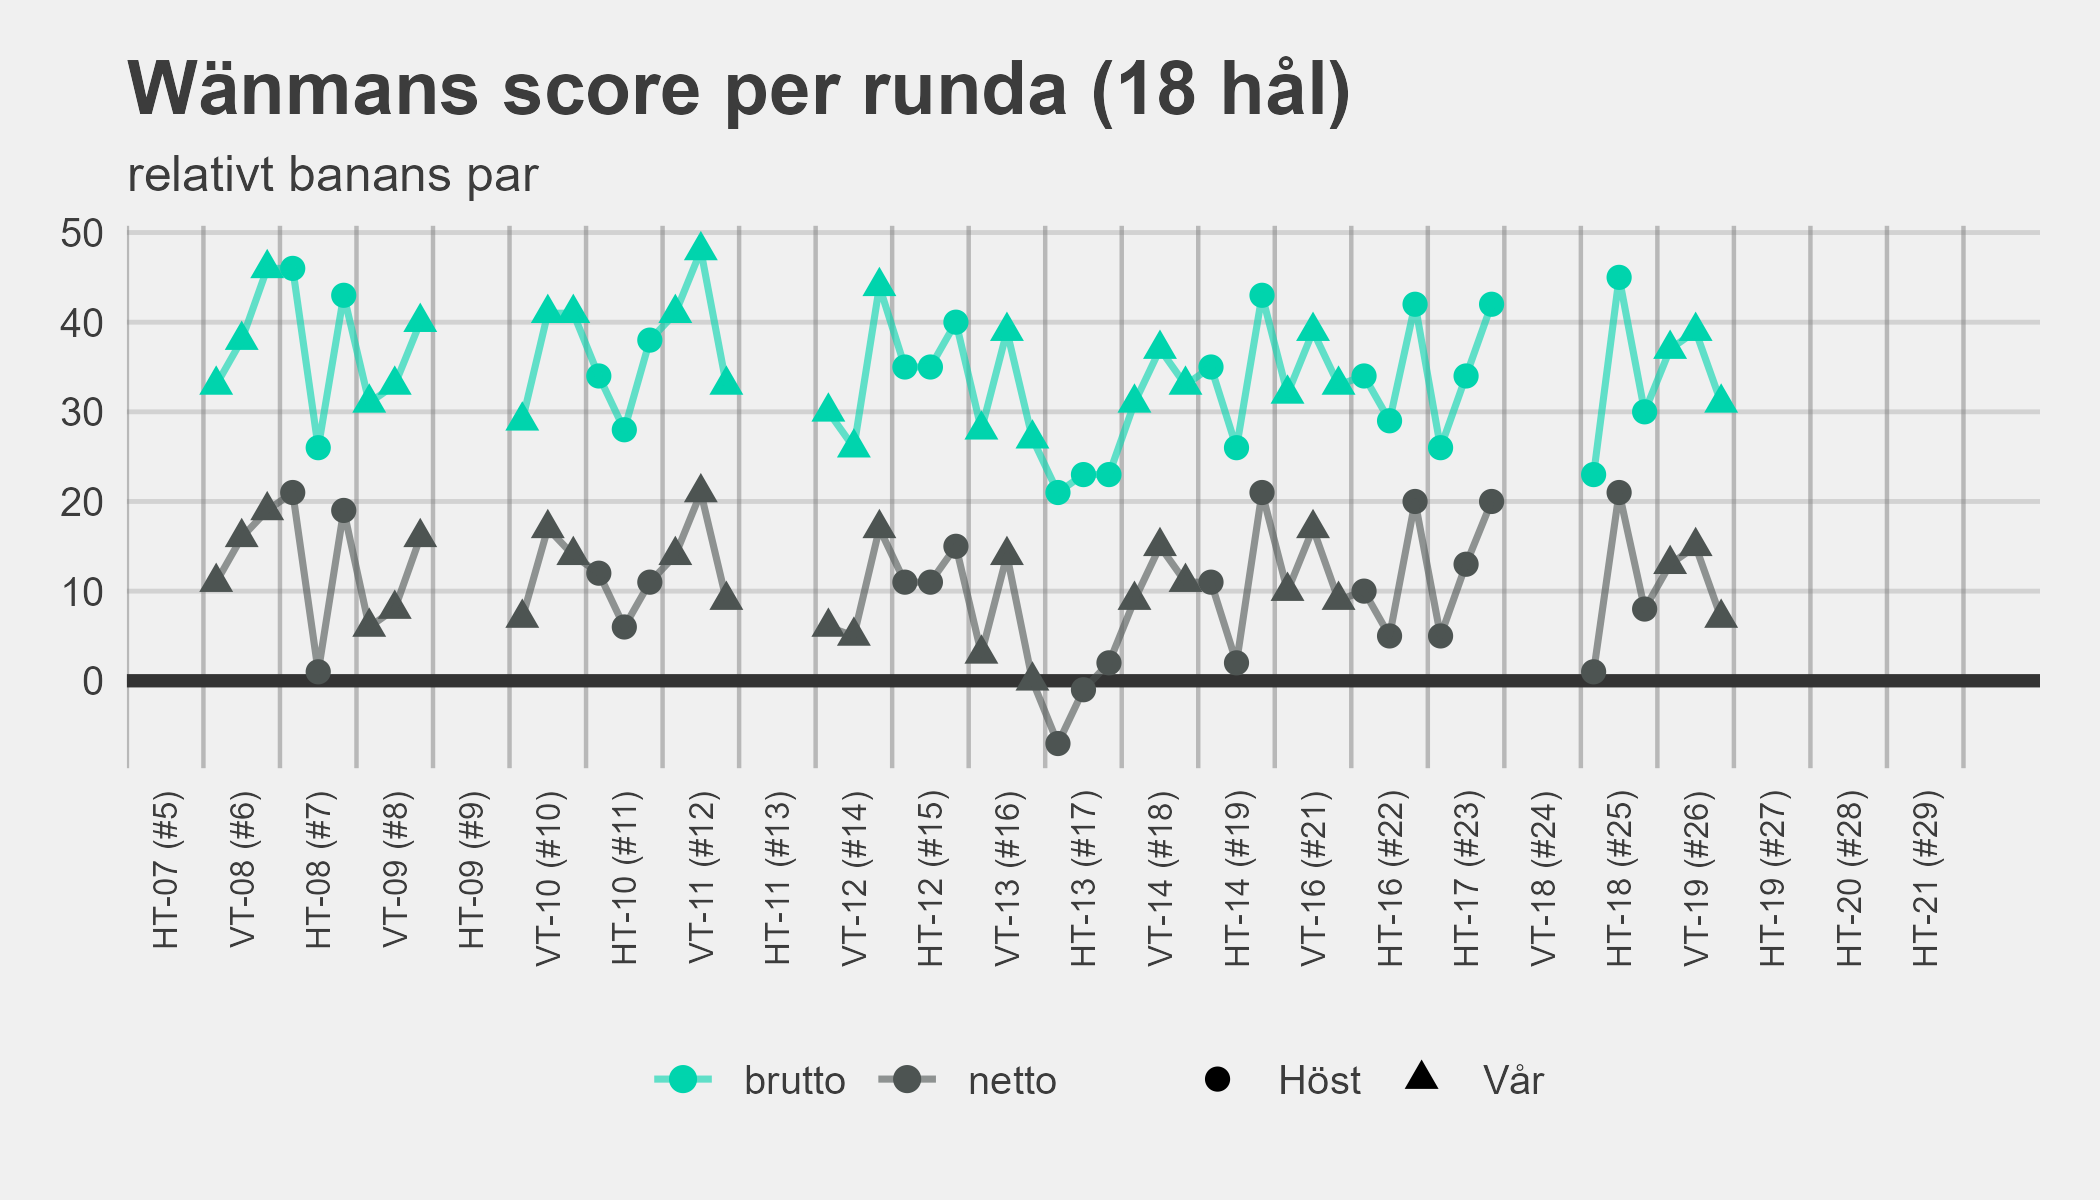 Wänmans score per runda (18 hål)
relativt banans par
50
40
30
20
10
0
HT-07 (#5)
VT-08 (#6)
HT-08 (#7)
VT-09 (#8)
HT-09 (#9)
VT-10 (#10)
HT-10 (#11)
VT-11 (#12)
HT-11 (#13)
VT-12 (#14)
HT-12 (#15)
VT-13 (#16)
HT-13 (#17)
VT-14 (#18)
HT-14 (#19)
VT-16 (#21)
HT-16 (#22)
HT-17 (#23)
VT-18 (#24)
HT-18 (#25)
VT-19 (#26)
HT-19 (#27)
HT-20 (#28)
HT-21 (#29)
brutto netto Höst Vår